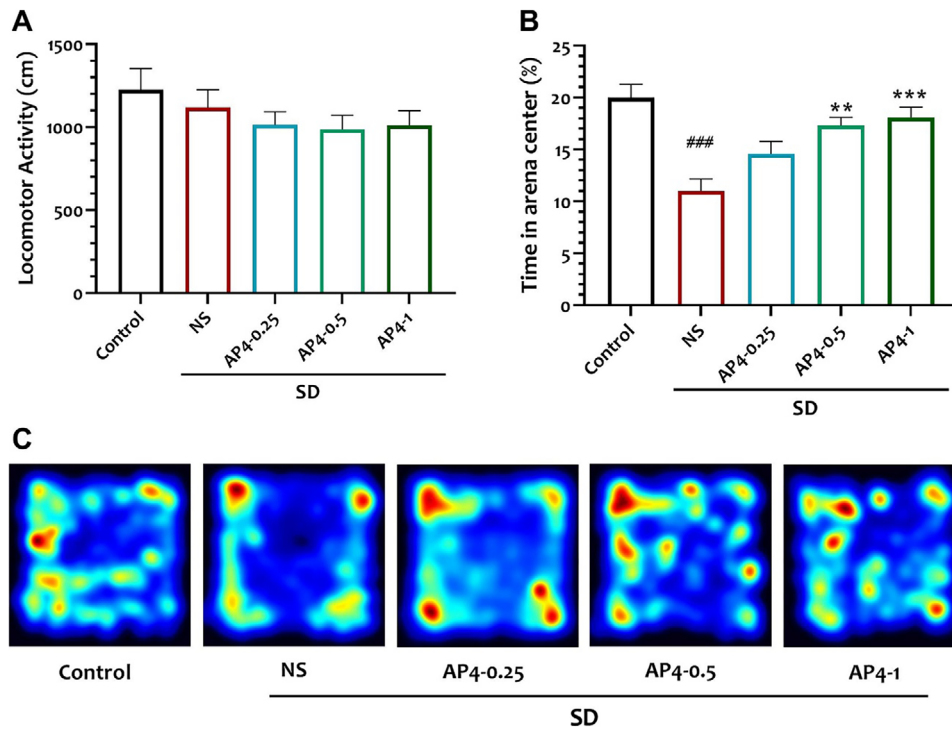 A
Locomotor Activity (cm)
1500
1000
500
0
Control
NS
AP4-0.25
AP4-0.5
AP4-1
SD
B
Time in arena center (%)
25
20
15
10
5
0
###
**
***
Control
NS
AP4-0.25
AP4-0.5
AP4-1
SD
C
Control
NS
AP4-0.25
AP4-0.5
AP4-1
SD